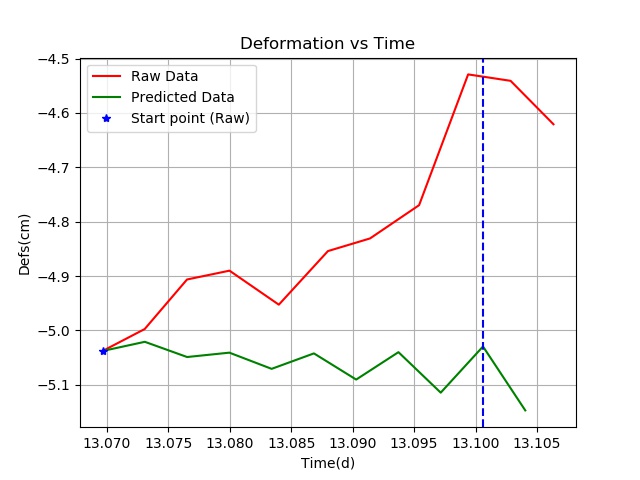 Deformation vs Time
−4.5
−4.6
−4.7
−4.8
−4.9
−5.0
−5.1
Defs(cm)
Raw Data
Predicted Data
Start point (Raw)
13.070 13.075 13.080 13.085 13.090 13.095 13.100 13.105
Time(d)